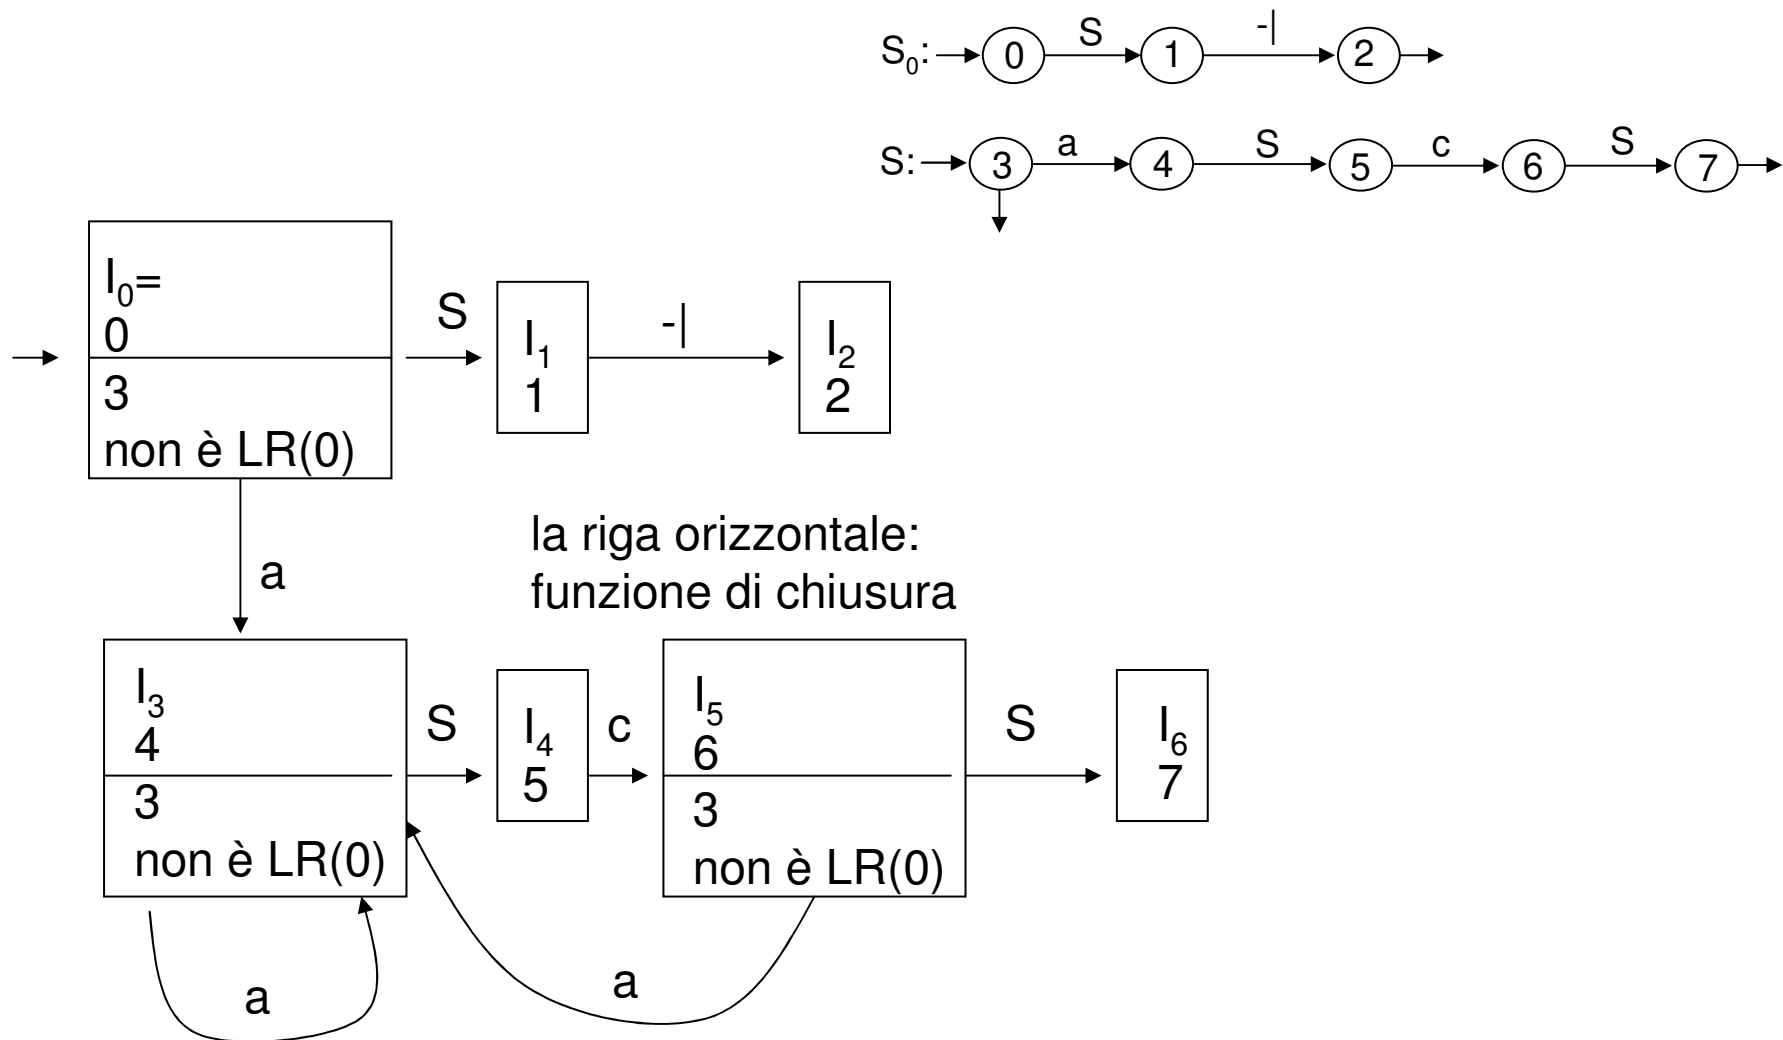 S0: 0 S 1 -| 2
S: 3 a 4 S 5 c 6 S 7
I0=
0
3
non è LR(0)
S
I1
1
-|
I2
2
a
la riga orizzontale:
funzione di chiusura
I3
4
3
non è LR(0)
S
I4
5
c
I5
6
3
non è LR(0)
S
I6
7
a
a